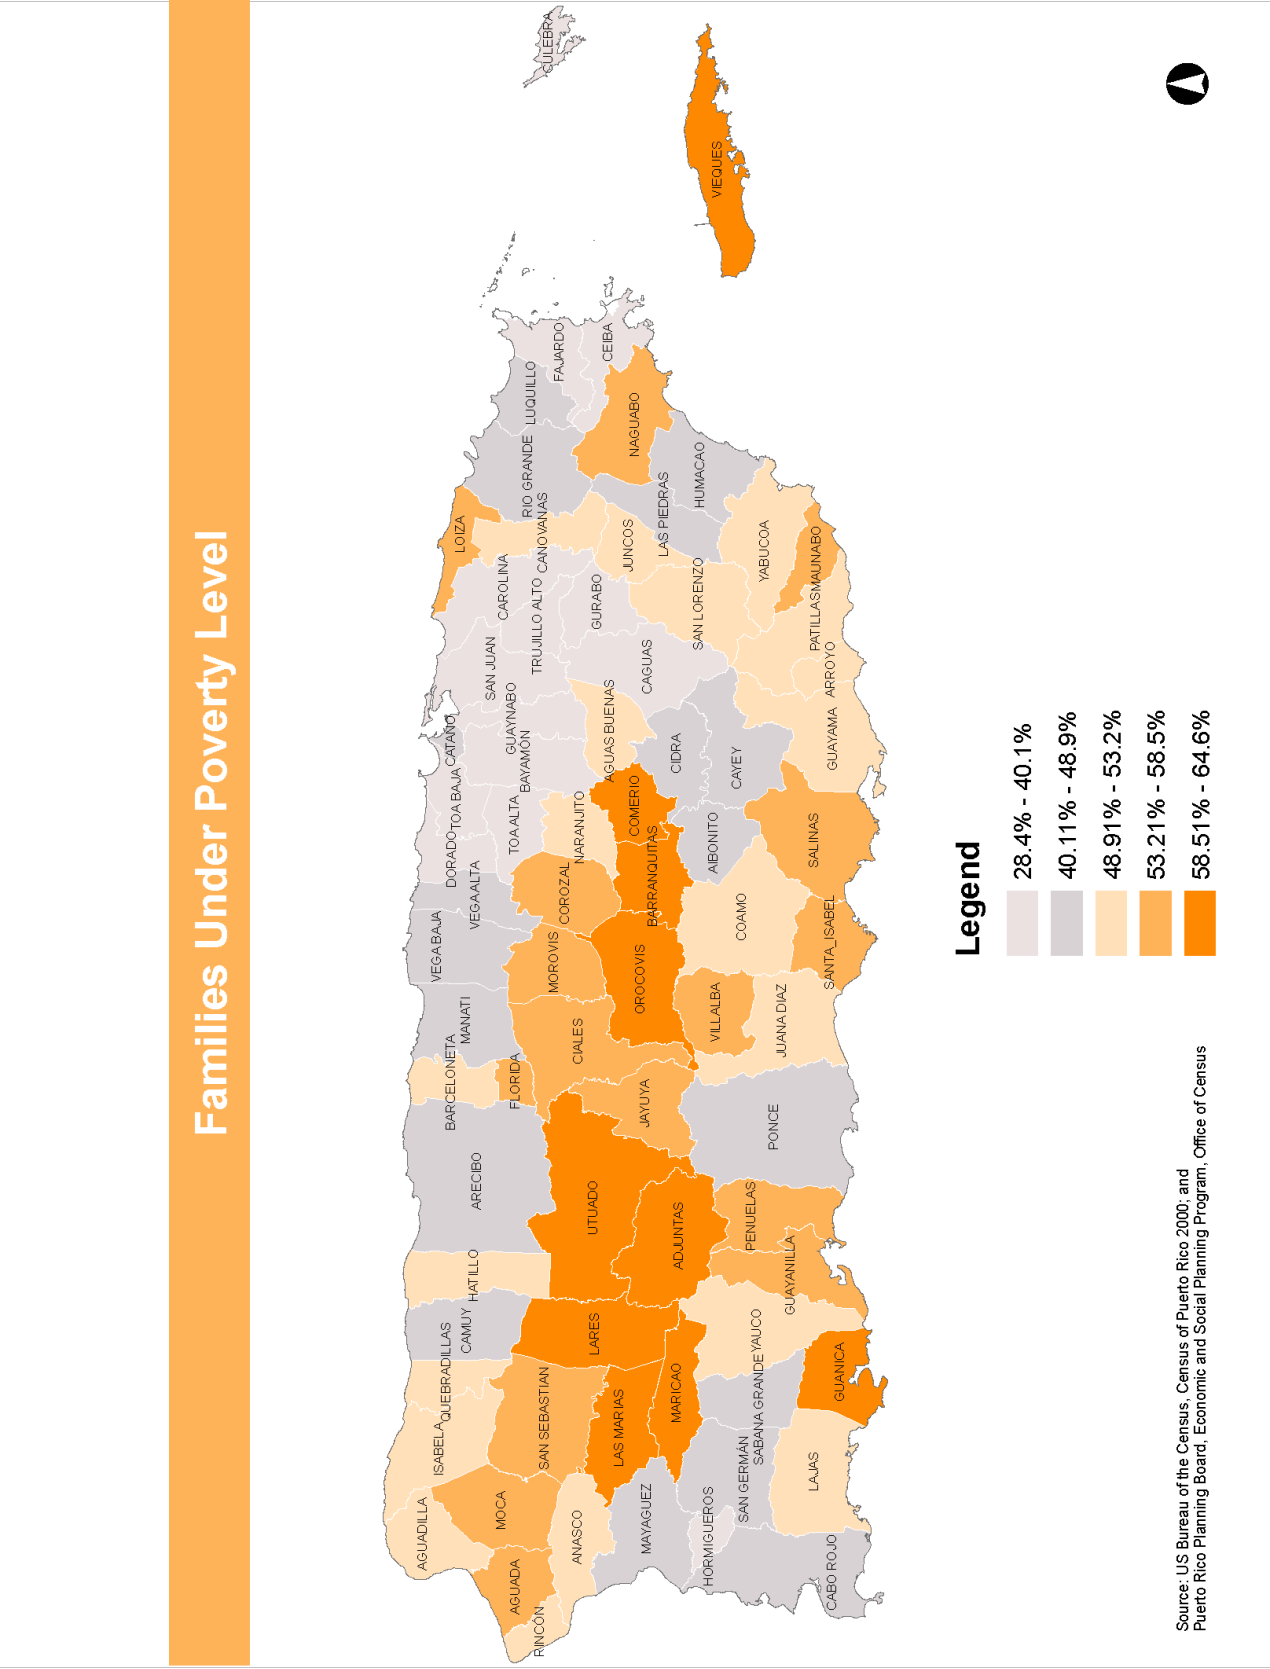 Families Under Poverty Level
CULEBRA
VIEQUES
FAJARDO
CEIBA
LUQUILLO
NAGUABO
RIO GRANDE
HUMACAO
LAS PIEDRAS
LOIZA
CANOVANAS
JUNCOS
YABUCOA
MAUNABO
CAROLINA
TRUJILLO ALTO
GURABO
SAN LORENZO
PATILLAS
SAN JUAN
CAGUAS
ARROYO
GUAYNABO
AGUAS BUENAS
GUAYAMA
CATAÑO
BAYAMÓN
CIDRA
CAYEY
TOA BAJA
TOA ALTA
NARANJITO
COMERIO
AIBONITO
SALINAS
DORADO
VEGA ALTA
COROZAL
BARRANQUITAS
COAMO
SANTA_ISABEL
VEGA BAJA
MOROVIS
OROCOVIS
VILLALBA
JUANA DIAZ
MANATI
CIALES
BARCELONETA
FLORIDA
JAYUYA
PONCE
ARECIBO
UTUADO
ADJUNTAS
PENUELAS
HATILLO
GUAYANILLA
CAMUY
LARES
YAUCO
QUEBRADILLAS
SAN SEBASTIAN
LAS MARIAS
MARICAO
SABANA GRANDE
GUANICA
ISABELA
SAN GERMÁN
LAJAS
AGUADILLA
MOCA
ANASCO
MAYAGUEZ
HORMIGUEROS
CABO ROJO
AGUADA
RINCÓN
Legend
28.4% - 40.1%
40.11% - 48.9%
48.91% - 53.2%
53.21% - 58.5%
58.51% - 64.6%
Source: US Bureau of the Census, Census of Puerto Rico 2000; and
Puerto Rico Planning Board, Economic and Social Planning Program, Office of Census